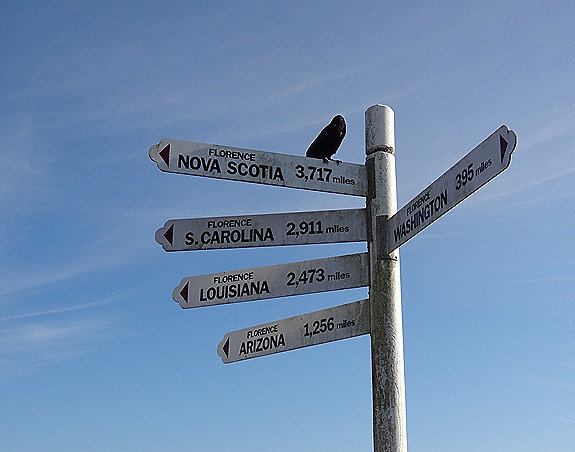 FLORENCE
NOVA SCOTIA 3,717 miles
FLORENCE
S. CAROLINA 2,911 miles
FLORENCE
LOUISIANA 2,473 miles
FLORENCE
ARIZONA 1,256 miles
FLORENCE
WASHINGTON 395 miles